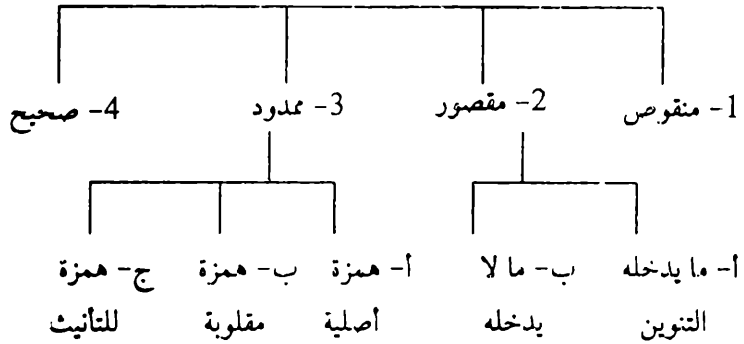 1- منقوص 2- مقصور 3- ممدود 4- صحيح
أ- ما يدخله ب- ما لا أ- همزة ب- همزة ج- همزة
التنوين يدخله أصلية مقلوبة للتأنيث